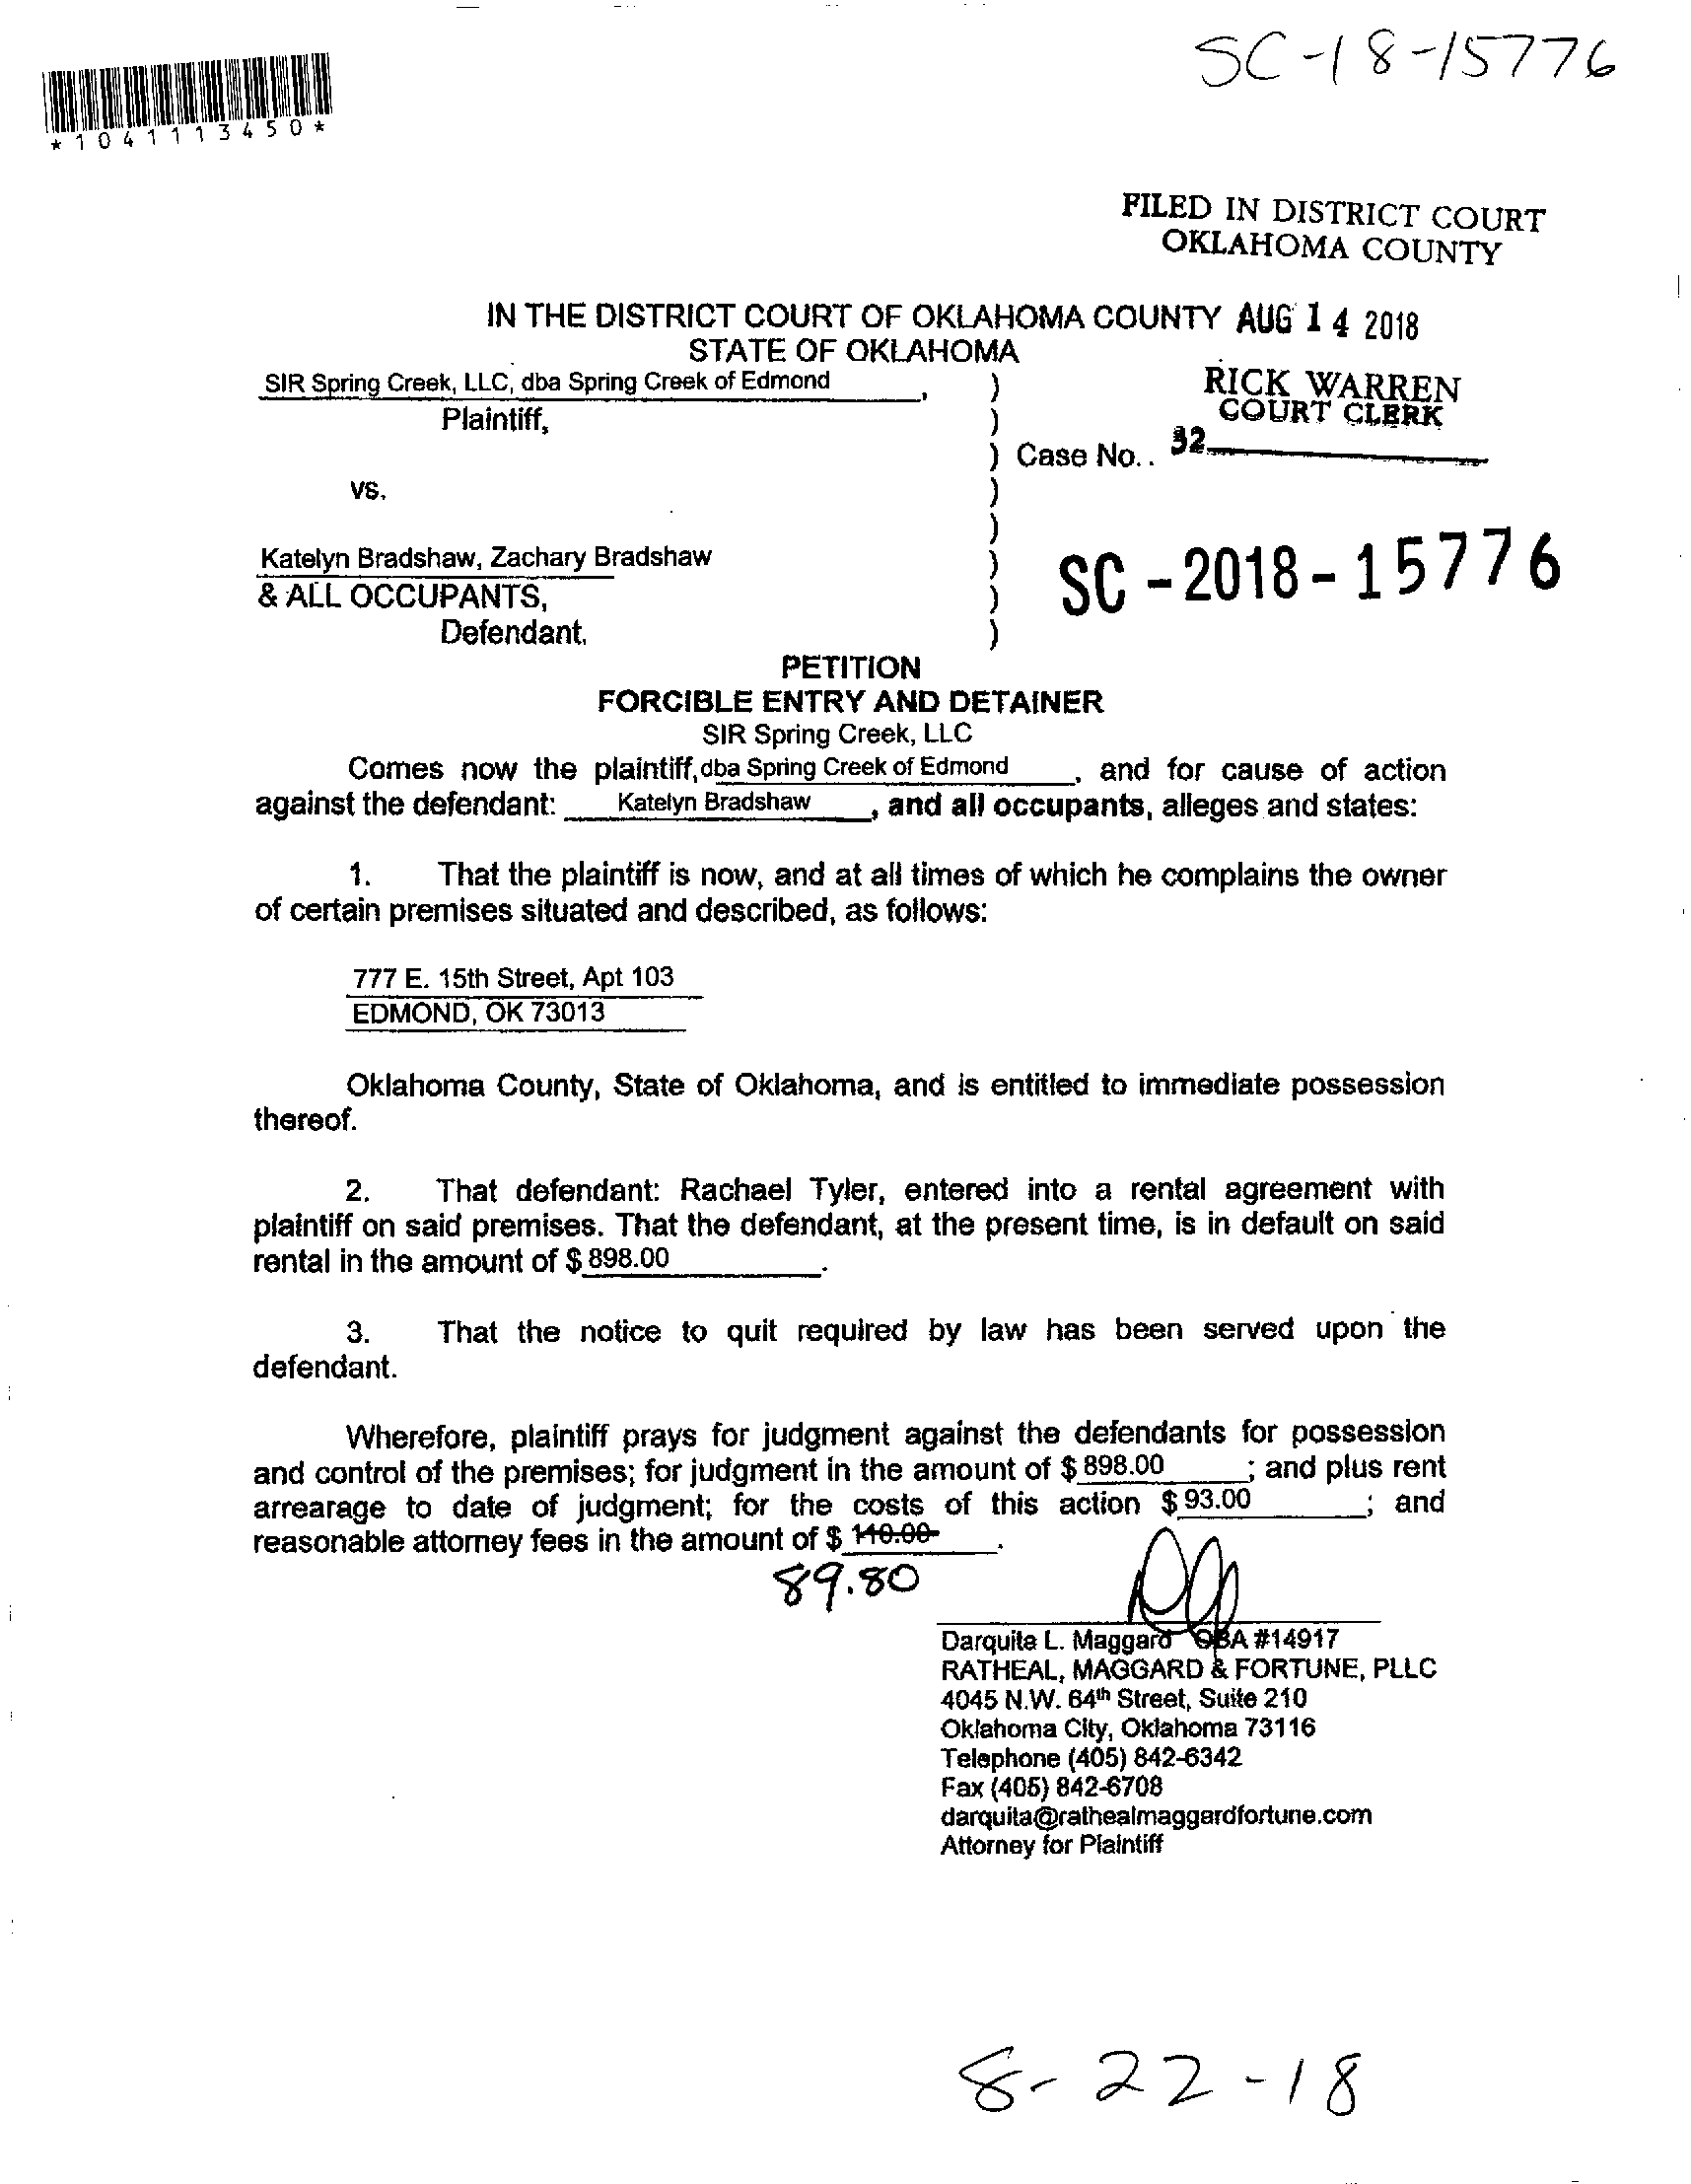 SC-18-15776
*1041113450*
FILED IN DISTRICT COURT
OKLAHOMA COUNTY
IN THE DISTRICT COURT OF OKLAHOMA COUNTY AUG 14 2018
STATE OF OKLAHOMA
SIR Spring Creek, LLC, dba Spring Creek of Edmond , ) RICK WARREN
Plaintiff, ) COURT CLERK
) Case No.. 32
vs. )
)
Katelyn Bradshaw, Zachary Bradshaw )
& ALL OCCUPANTS, ) SC-2018-15776
Defendant. )
PETITION
FORCIBLE ENTRY AND DETAINER
SIR Spring Creek, LLC
Comes now the plaintiff, dba Spring Creek of Edmond , and for cause of action
against the defendant: Katelyn Bradshaw , and all occupants, alleges and states:
1. That the plaintiff is now, and at all times of which he complains the owner
of certain premises situated and described, as follows:
777 E. 15th Street, Apt 103
EDMOND, OK 73013
Oklahoma County, State of Oklahoma, and is entitled to immediate possession
thereof.
2. That defendant: Rachael Tyler, entered into a rental agreement with
plaintiff on said premises. That the defendant, at the present time, is in default on said
rental in the amount of $ 898.00 .
3. That the notice to quit required by law has been served upon the
defendant.
Wherefore, plaintiff prays for judgment against the defendants for possession
and control of the premises; for judgment in the amount of $ 898.00 ; and plus rent
arrearage to date of judgment; for the costs of this action $ 93.00 ; and
reasonable attorney fees in the amount of $ 110.00 .
89.80
Darquita L. Maggard OBA #14917
RATHEAL, MAGGARD & FORTUNE, PLLC
4045 N.W. 64th Street, Suite 210
Oklahoma City, Oklahoma 73116
Telephone (405) 842-6342
Fax (405) 842-6708
darquita@rathealmaggardfortune.com
Attorney for Plaintiff
8-22-18